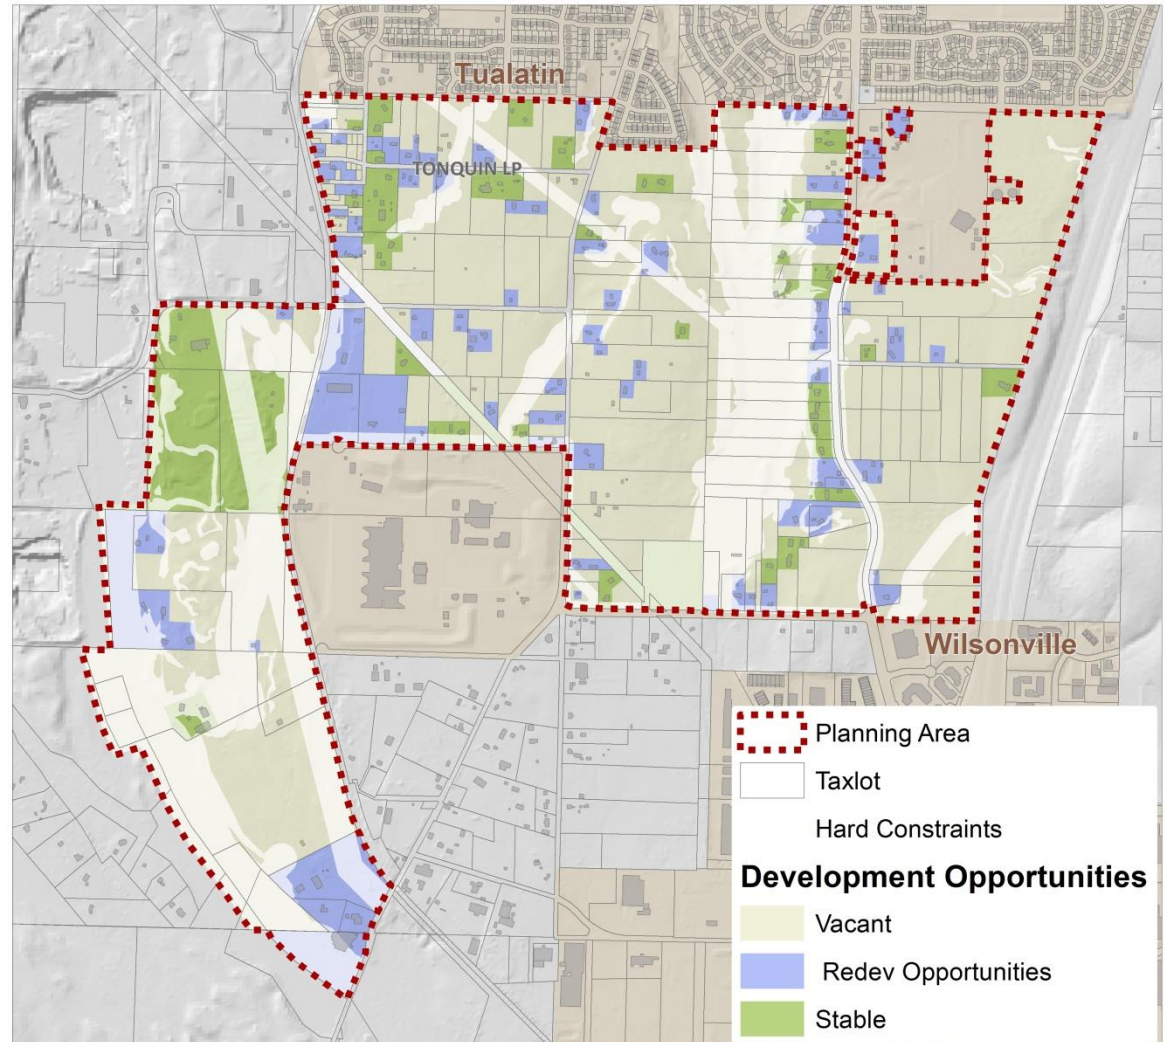 Tualatin
TONQUIN LP
Wilsonville
Planning Area
Taxlot
Hard Constraints
Development Opportunities
Vacant
Redev Opportunities
Stable